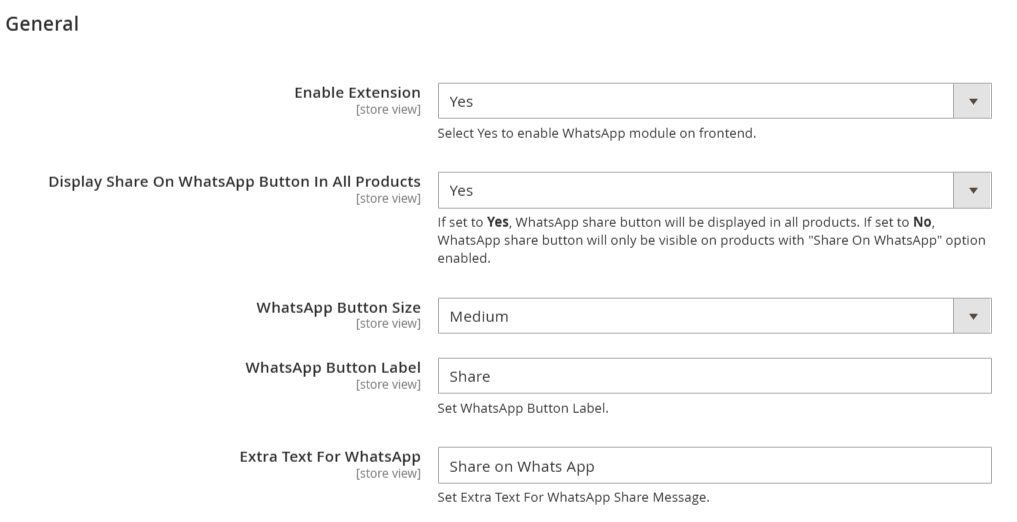 General
Enable Extension
[store view]
Yes
Select Yes to enable WhatsApp module on frontend.
Display Share On WhatsApp Button In All Products
[store view]
Yes
If set to Yes, WhatsApp share button will be displayed in all products. If set to No,
WhatsApp share button will only be visible on products with "Share On WhatsApp" option
enabled.
WhatsApp Button Size
[store view]
Medium
WhatsApp Button Label
[store view]
Share
Set WhatsApp Button Label.
Extra Text For WhatsApp
[store view]
Share on Whats App
Set Extra Text For WhatsApp Share Message.